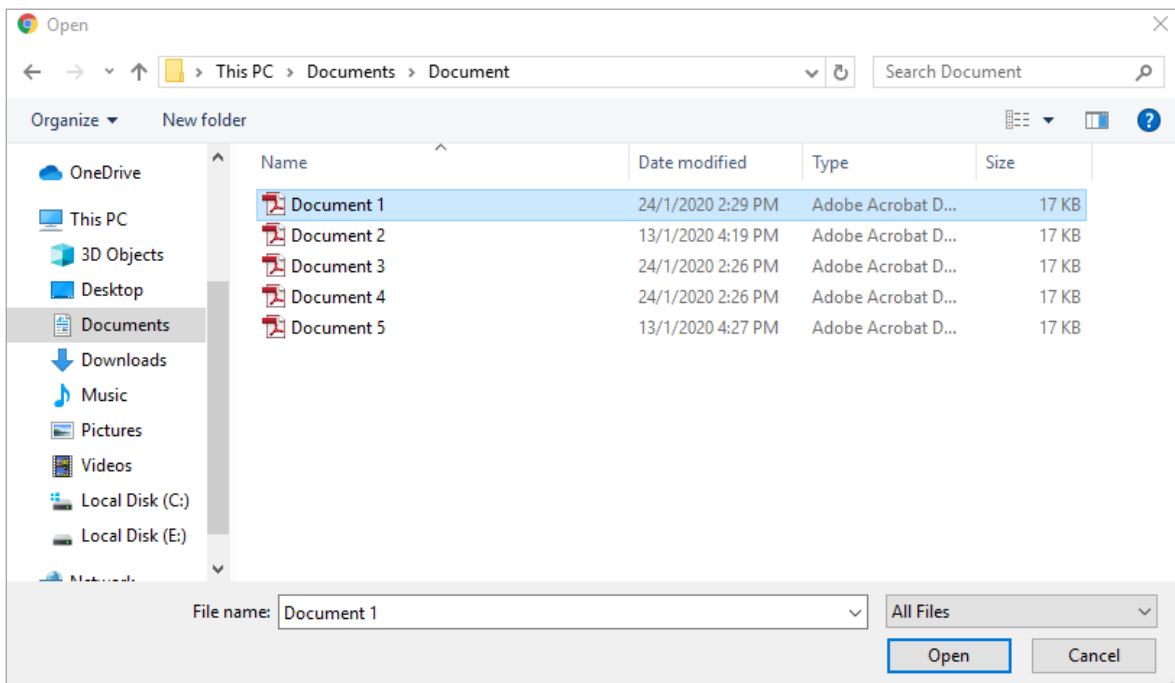 Open
This PC > Documents > Document
Search Document
Organize
New folder
?
OneDrive
This PC
3D Objects
Desktop
Documents
Downloads
Music
Pictures
Videos
Local Disk (C:)
Local Disk (E:)
Name Date modified Type Size
Document 1 24/1/2020 2:29 PM Adobe Acrobat D... 17 KB
Document 2 13/1/2020 4:19 PM Adobe Acrobat D... 17 KB
Document 3 24/1/2020 2:26 PM Adobe Acrobat D... 17 KB
Document 4 24/1/2020 2:26 PM Adobe Acrobat D... 17 KB
Document 5 13/1/2020 4:27 PM Adobe Acrobat D... 17 KB
File name: Document 1
All Files
Open
Cancel